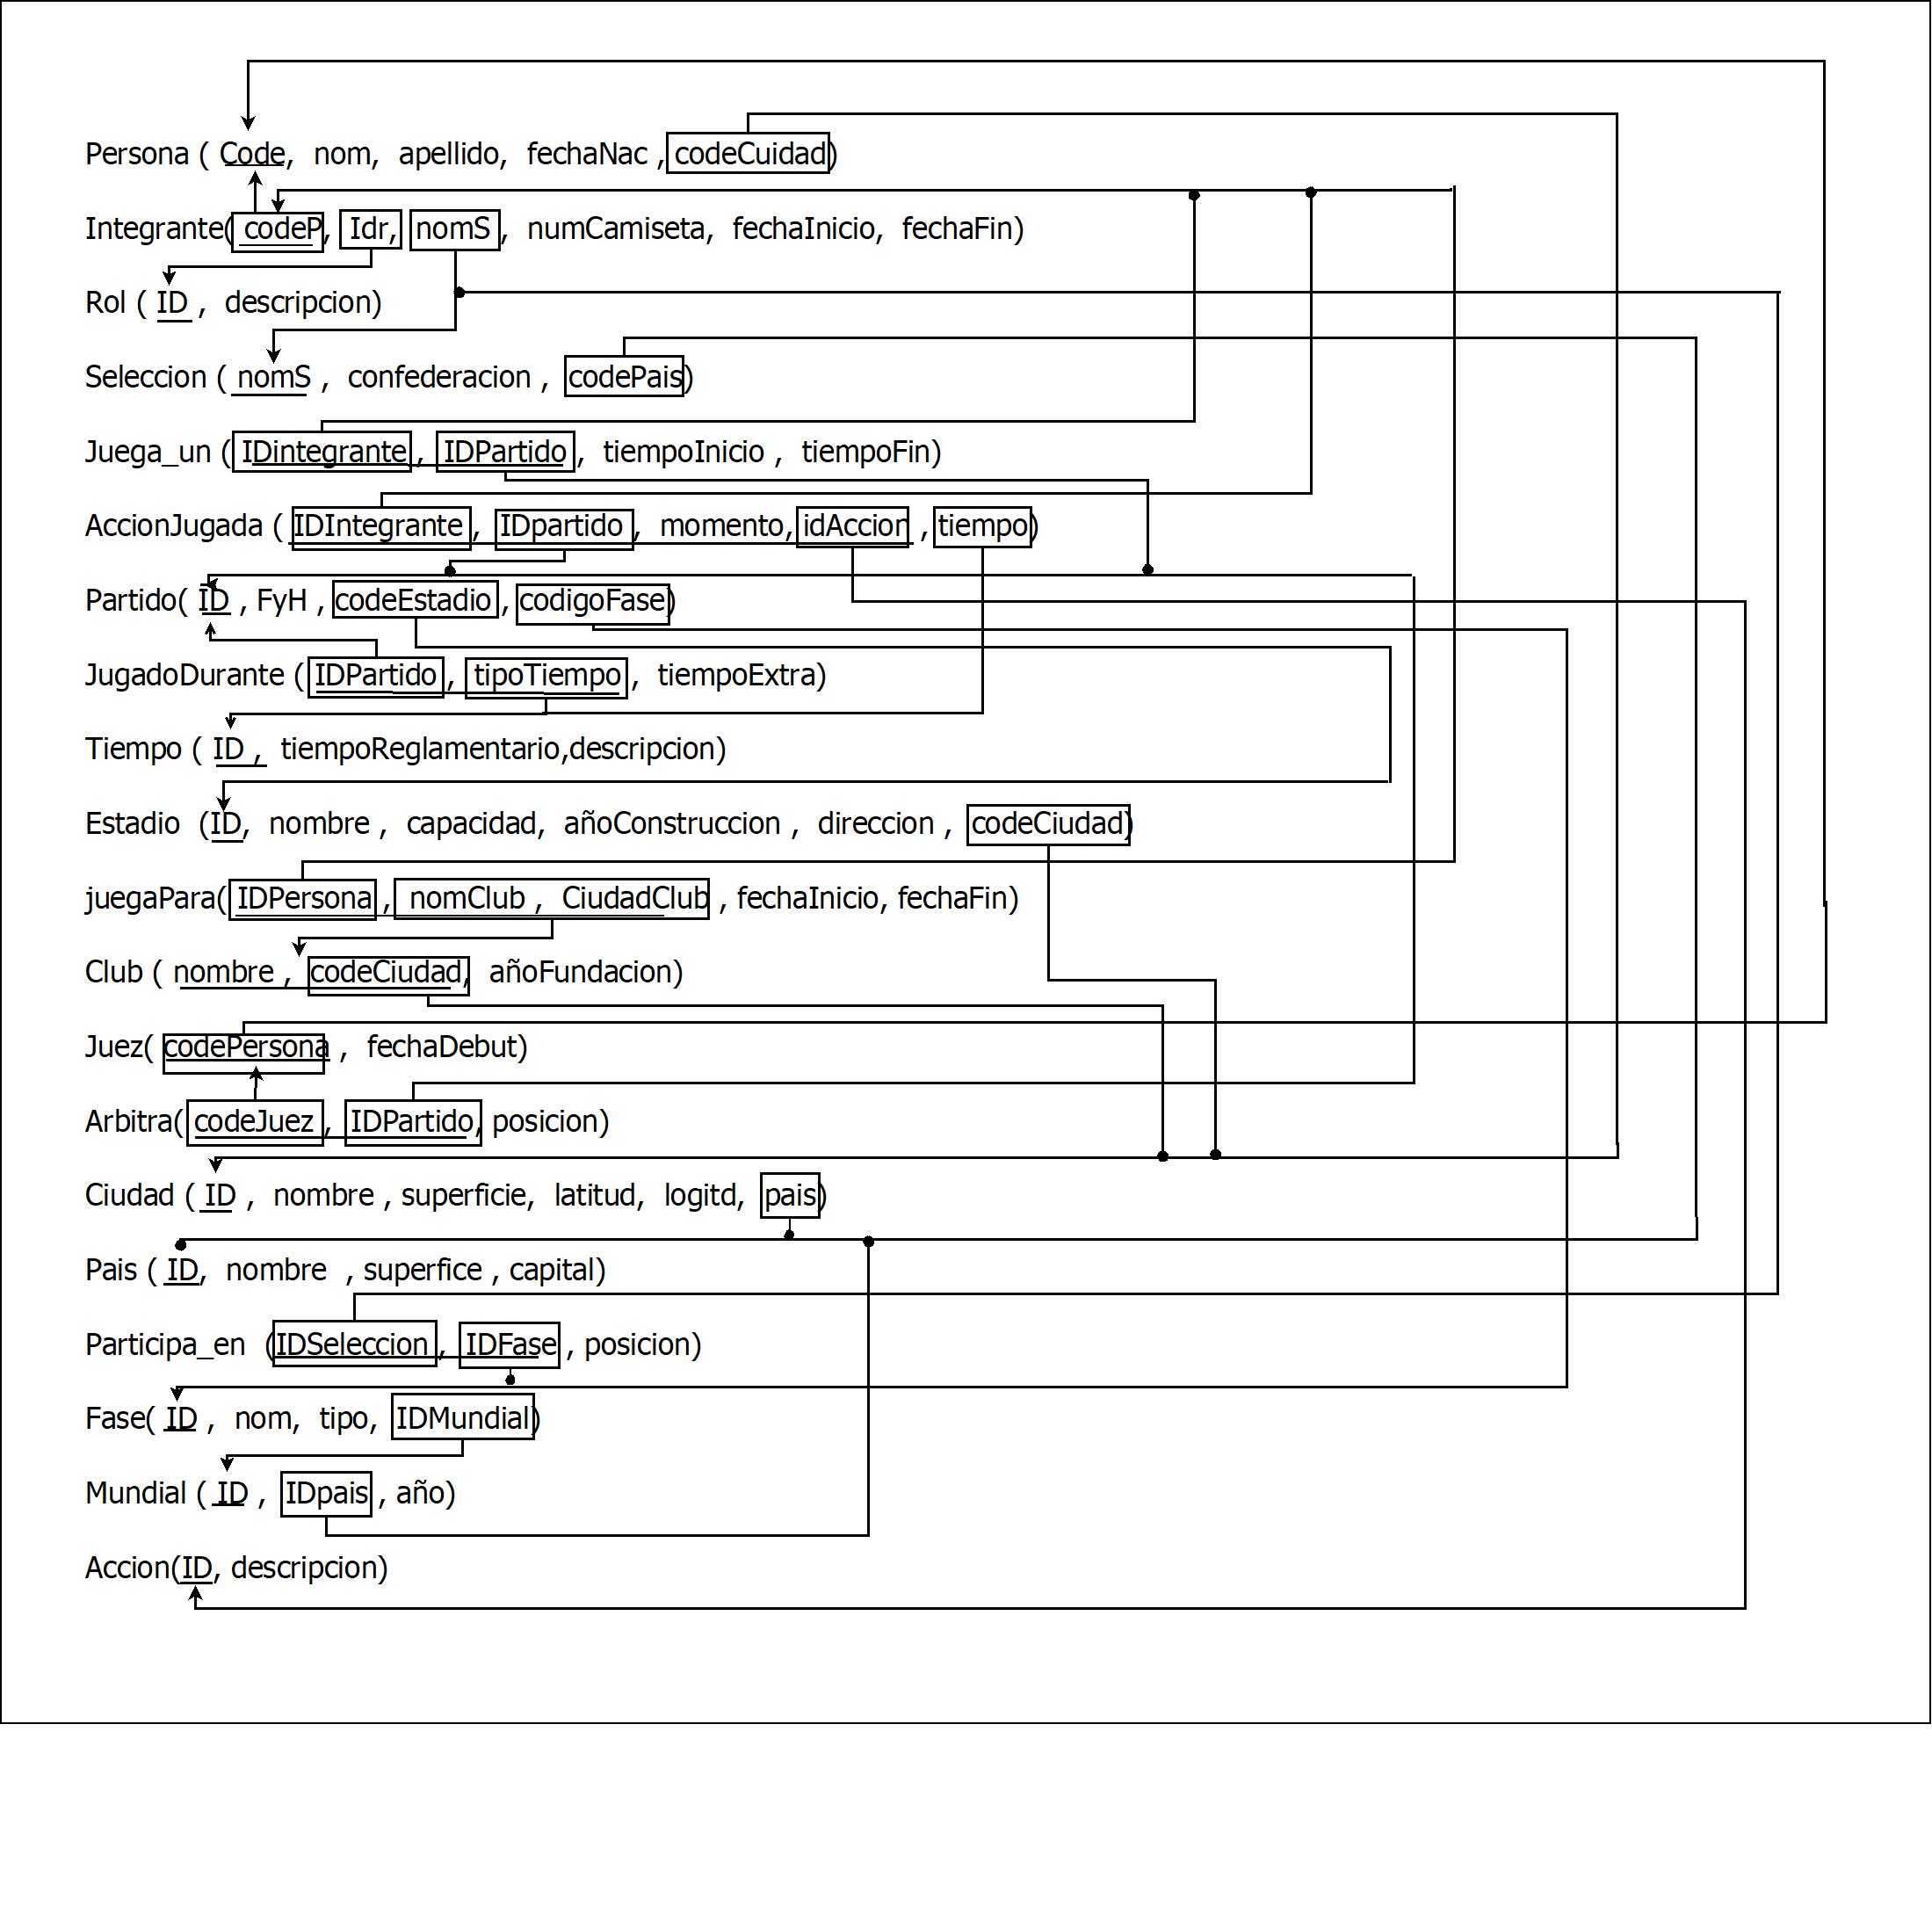 Persona ( Code, nom, apellido, fechaNac , codeCuidad)
Integrante( codeP, Idr, nomS , numCamiseta, fechaInicio, fechaFin)
Rol ( ID , descripcion)
Seleccion ( nomS , confederacion , codePais)
Juega_un ( IDintegrante , IDPartido , tiempoInicio , tiempoFin)
AccionJugada ( IDIntegrante , IDpartido , momento, idAccion , tiempo)
Partido( ID , FyH , codeEstadio , codigoFase)
JugadoDurante ( IDPartido , tipoTiempo , tiempoExtra)
Tiempo ( ID , tiempoReglamentario,descripcion)
Estadio (ID, nombre , capacidad, añoConstruccion , direccion , codeCiudad)
juegaPara( IDPersona , nomClub , CiudadClub , fechaInicio, fechaFin)
Club ( nombre , codeCiudad, añoFundacion)
Juez( codePersona , fechaDebut)
Arbitra( codeJuez , IDPartido, posicion)
Ciudad ( ID , nombre , superficie, latitud, logitd, pais)
Pais ( ID, nombre , superfice , capital)
Participa_en (IDSeleccion , IDFase , posicion)
Fase( ID , nom, tipo, IDMundial)
Mundial ( ID , IDpais , año)
Accion(ID, descripcion)